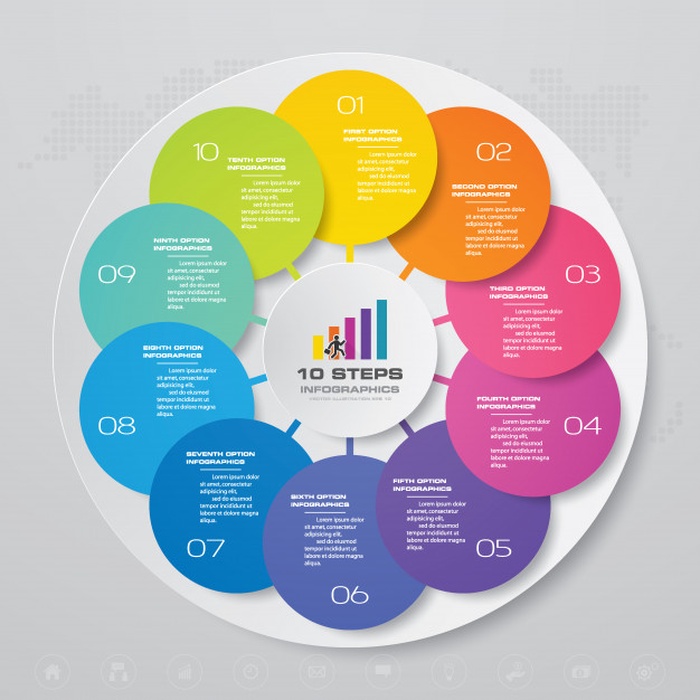 01
FIRST OPTION
INFOGRAPHICS
Lorem ipsum dolor
sit amet, consectetur
adipisicing elit,
sed do eiusmod
tempor incididunt ut
labore et dolore magna
aliqua.
02
SECOND OPTION
INFOGRAPHICS
Lorem ipsum dolor
sit amet, consectetur
adipisicing elit,
sed do eiusmod
tempor incididunt ut
labore et dolore magna
aliqua.
03
THIRD OPTION
INFOGRAPHICS
Lorem ipsum dolor
sit amet, consectetur
adipisicing elit,
sed do eiusmod
tempor incididunt ut
labore et dolore magna
aliqua.
FOURTH OPTION
INFOGRAPHICS
Lorem ipsum dolor
sit amet, consectetur
adipisicing elit,
sed do eiusmod
tempor incididunt ut
labore et dolore magna
aliqua.
04
FIFTH OPTION
INFOGRAPHICS
Lorem ipsum dolor
sit amet, consectetur
adipisicing elit,
sed do eiusmod
tempor incididunt ut
labore et dolore magna
aliqua.
05
SIXTH OPTION
INFOGRAPHICS
Lorem ipsum dolor
sit amet, consectetur
adipisicing elit,
sed do eiusmod
tempor incididunt ut
labore et dolore magna
aliqua.
06
SEVENTH OPTION
INFOGRAPHICS
Lorem ipsum dolor
sit amet, consectetur
adipisicing elit,
sed do eiusmod
tempor incididunt ut
labore et dolore magna
aliqua.
07
EIGHTH OPTION
INFOGRAPHICS
Lorem ipsum dolor
sit amet, consectetur
adipisicing elit,
sed do eiusmod
tempor incididunt ut
labore et dolore magna
aliqua.
08
NINTH OPTION
INFOGRAPHICS
Lorem ipsum dolor
sit amet, consectetur
adipisicing elit,
sed do eiusmod
tempor incididunt ut
labore et dolore magna
aliqua.
09
10
TENTH OPTION
INFOGRAPHICS
Lorem ipsum dolor
sit amet, consectetur
adipisicing elit,
sed do eiusmod
tempor incididunt ut
labore et dolore magna
aliqua.
10 STEPS
INFOGRAPHICS
VECTOR ILLUSTRATION EPS 10